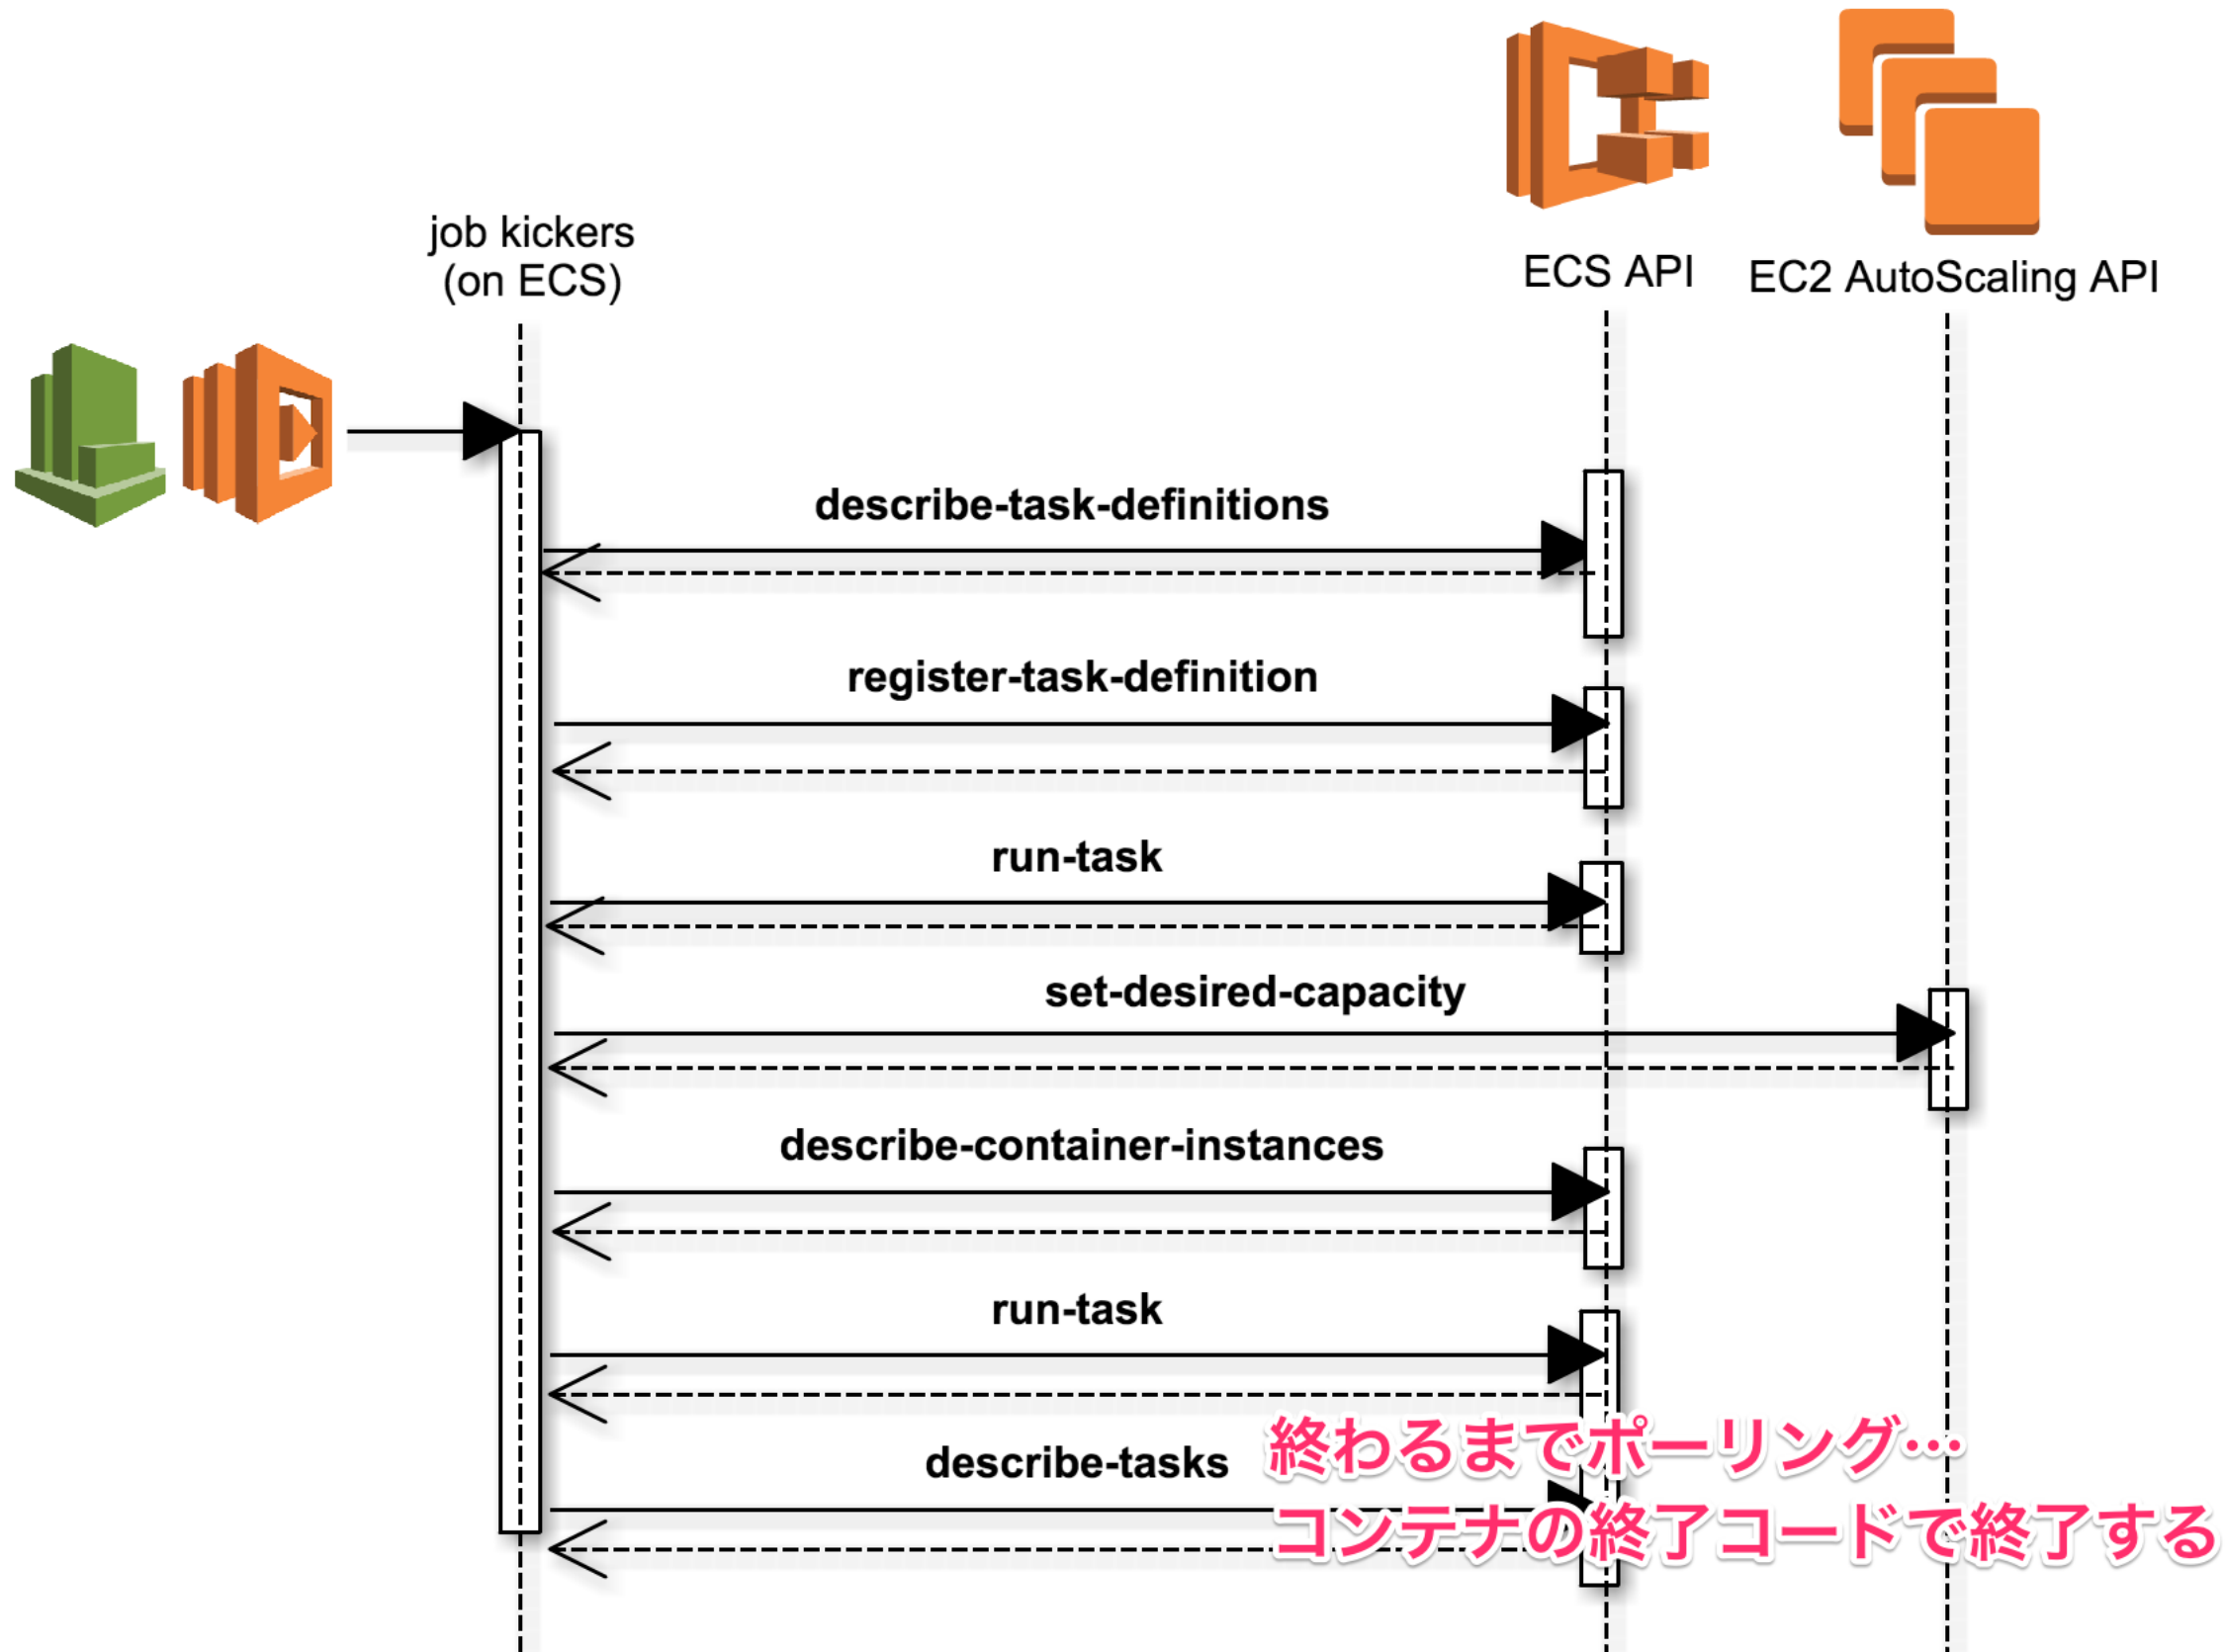 job kickers
(on ECS)
ECS API
EC2 AutoScaling API
describe-task-definitions
register-task-definition
run-task
set-desired-capacity
describe-container-instances
run-task
describe-tasks
終わるまでポーリング…
コンテナの終了コードで終了する